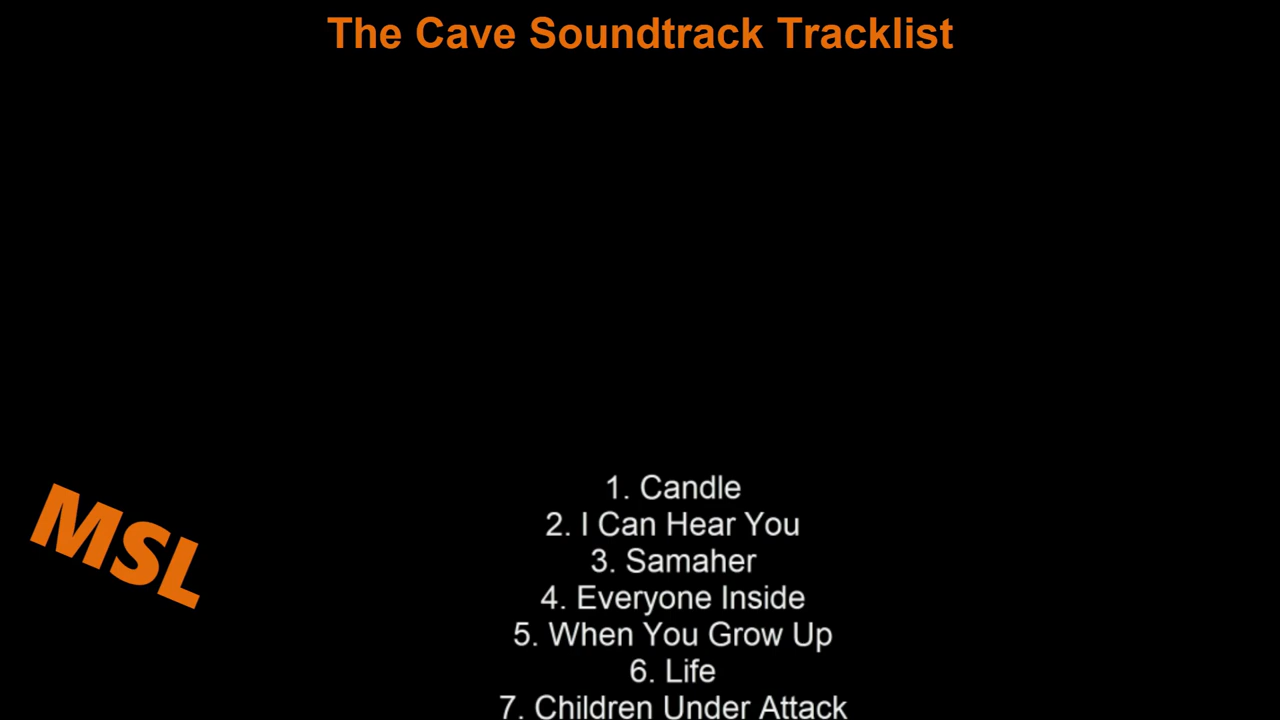 The Cave Soundtrack Tracklist
MSL
1. Candle
2. I Can Hear You
3. Samaher
4. Everyone Inside
5. When You Grow Up
6. Life
7. Children Under Attack